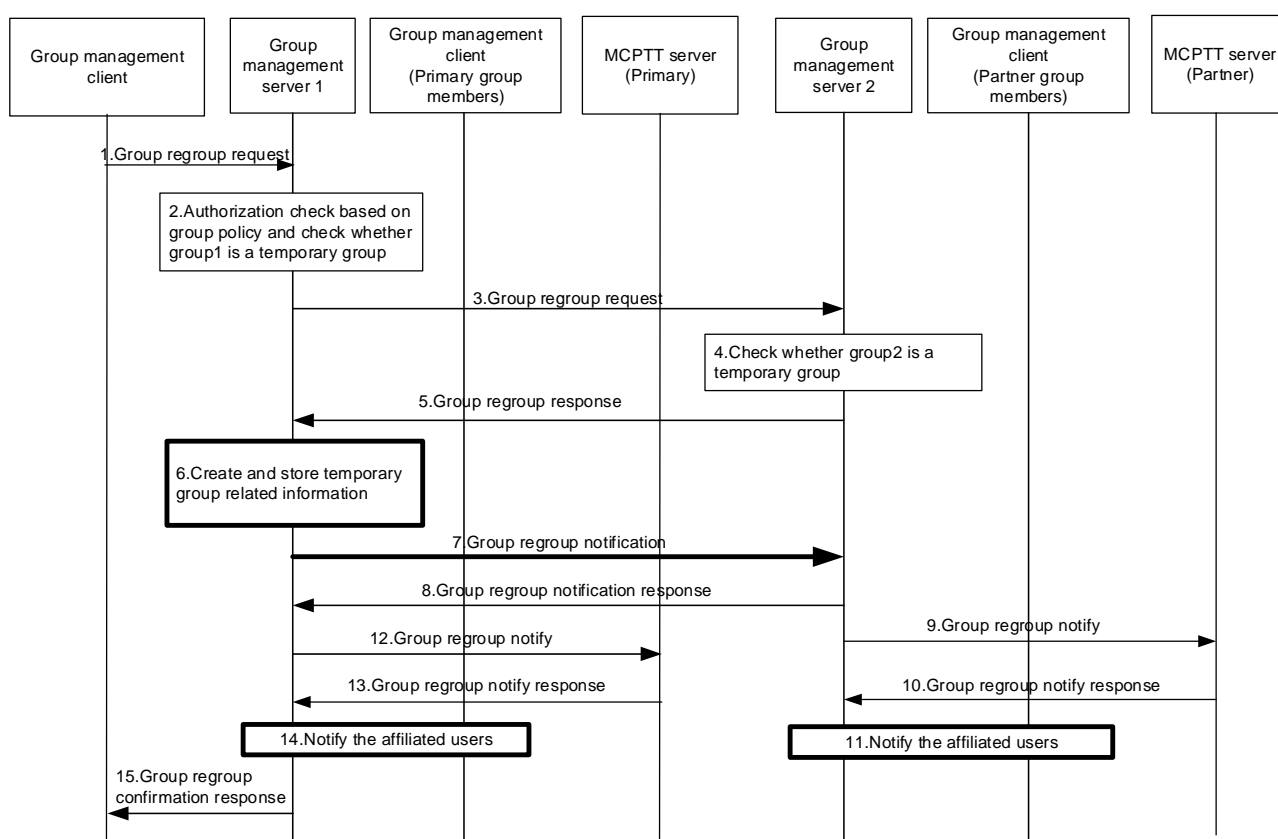 Group management
client
Group
management
server 1
Group management
client
(Primary group
members)
MCPTT server
(Primary)
Group
management
server 2
Group management
client
(Partner group
members)
MCPTT server
(Partner)
1.Group regroup request
2.Authorization check based on
group policy and check whether
group1 is a temporary group
3.Group regroup request
4.Check whether group2 is a
temporary group
5.Group regroup response
6.Create and store temporary
group related information
7.Group regroup notification
8.Group regroup notification response
9.Group regroup notify
12.Group regroup notify
13.Group regroup notify response
10.Group regroup notify response
14.Notify the affiliated users
11.Notify the affiliated users
15.Group regroup
confirmation response